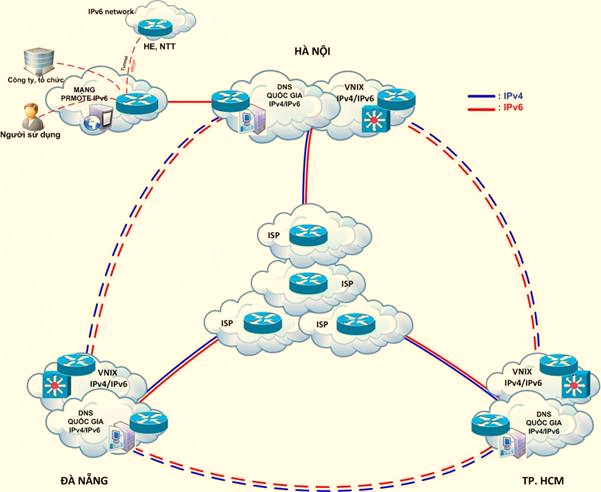 IPv6 network
HE, NTT
Tunnel
Công ty, tổ chức
MẠNG
PRMOTE IPv6
Người sử dụng
HÀ NỘI
DNS
QUỐC GIA
IPv4/IPv6
VNIX
IPv4/IPv6
: IPv4
: IPv6
ISP
ISP
ISP
ISP
VNIX
IPv4/IPv6
DNS
QUỐC GIA
IPv4/IPv6
ĐÀ NẴNG
VNIX
IPv4/IPv6
DNS
QUỐC GIA
IPv4/IPv6
TP. HCM